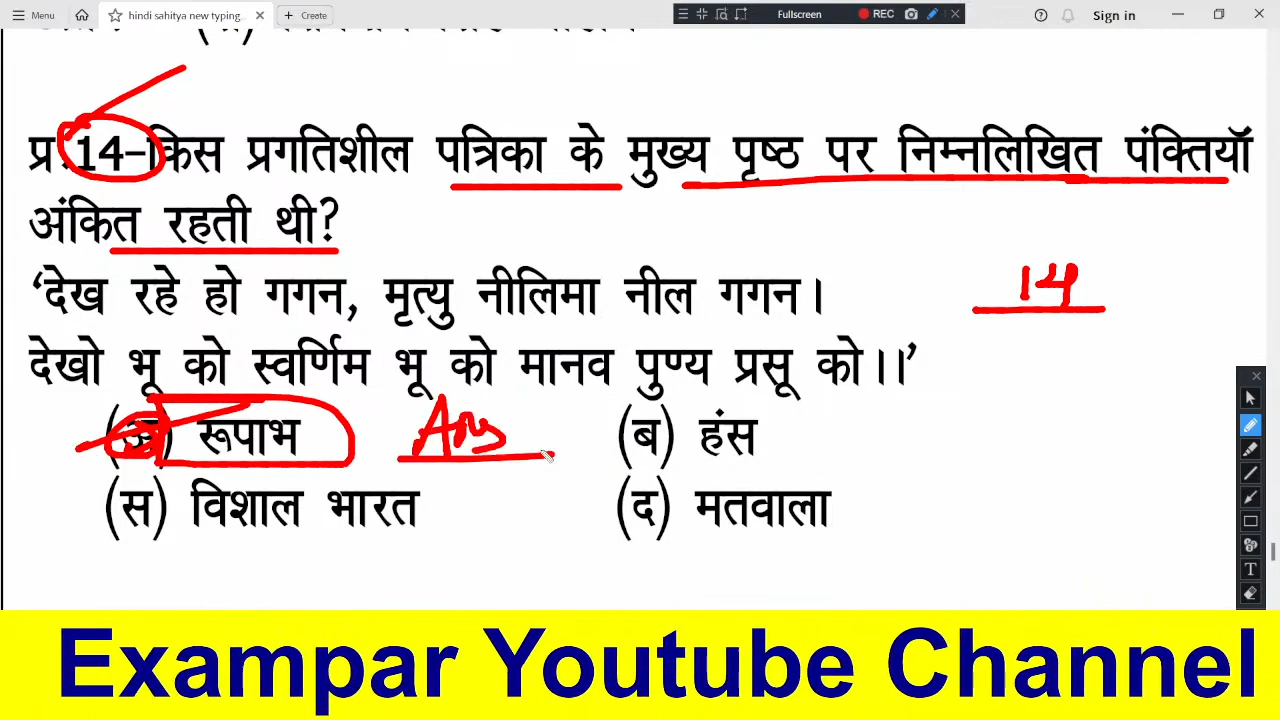 Menu
hindi sahitya new typing...
Create
Fullscreen
REC
Sign in
प्र.14-किस प्रगतिशील पत्रिका के मुख्य पृष्ठ पर निम्नलिखित पंक्तियॉ
अंकित रहती थी?
‘देख रहे हो गगन, मृत्यु नीलिमा नील गगन।
14
देखो भू को स्वर्णिम भू को मानव पुण्य प्रसू को।।’
(अ) रूपाभ
Ans
(ब) हंस
(स) विशाल भारत
(द) मतवाला
Exampar Youtube Channel